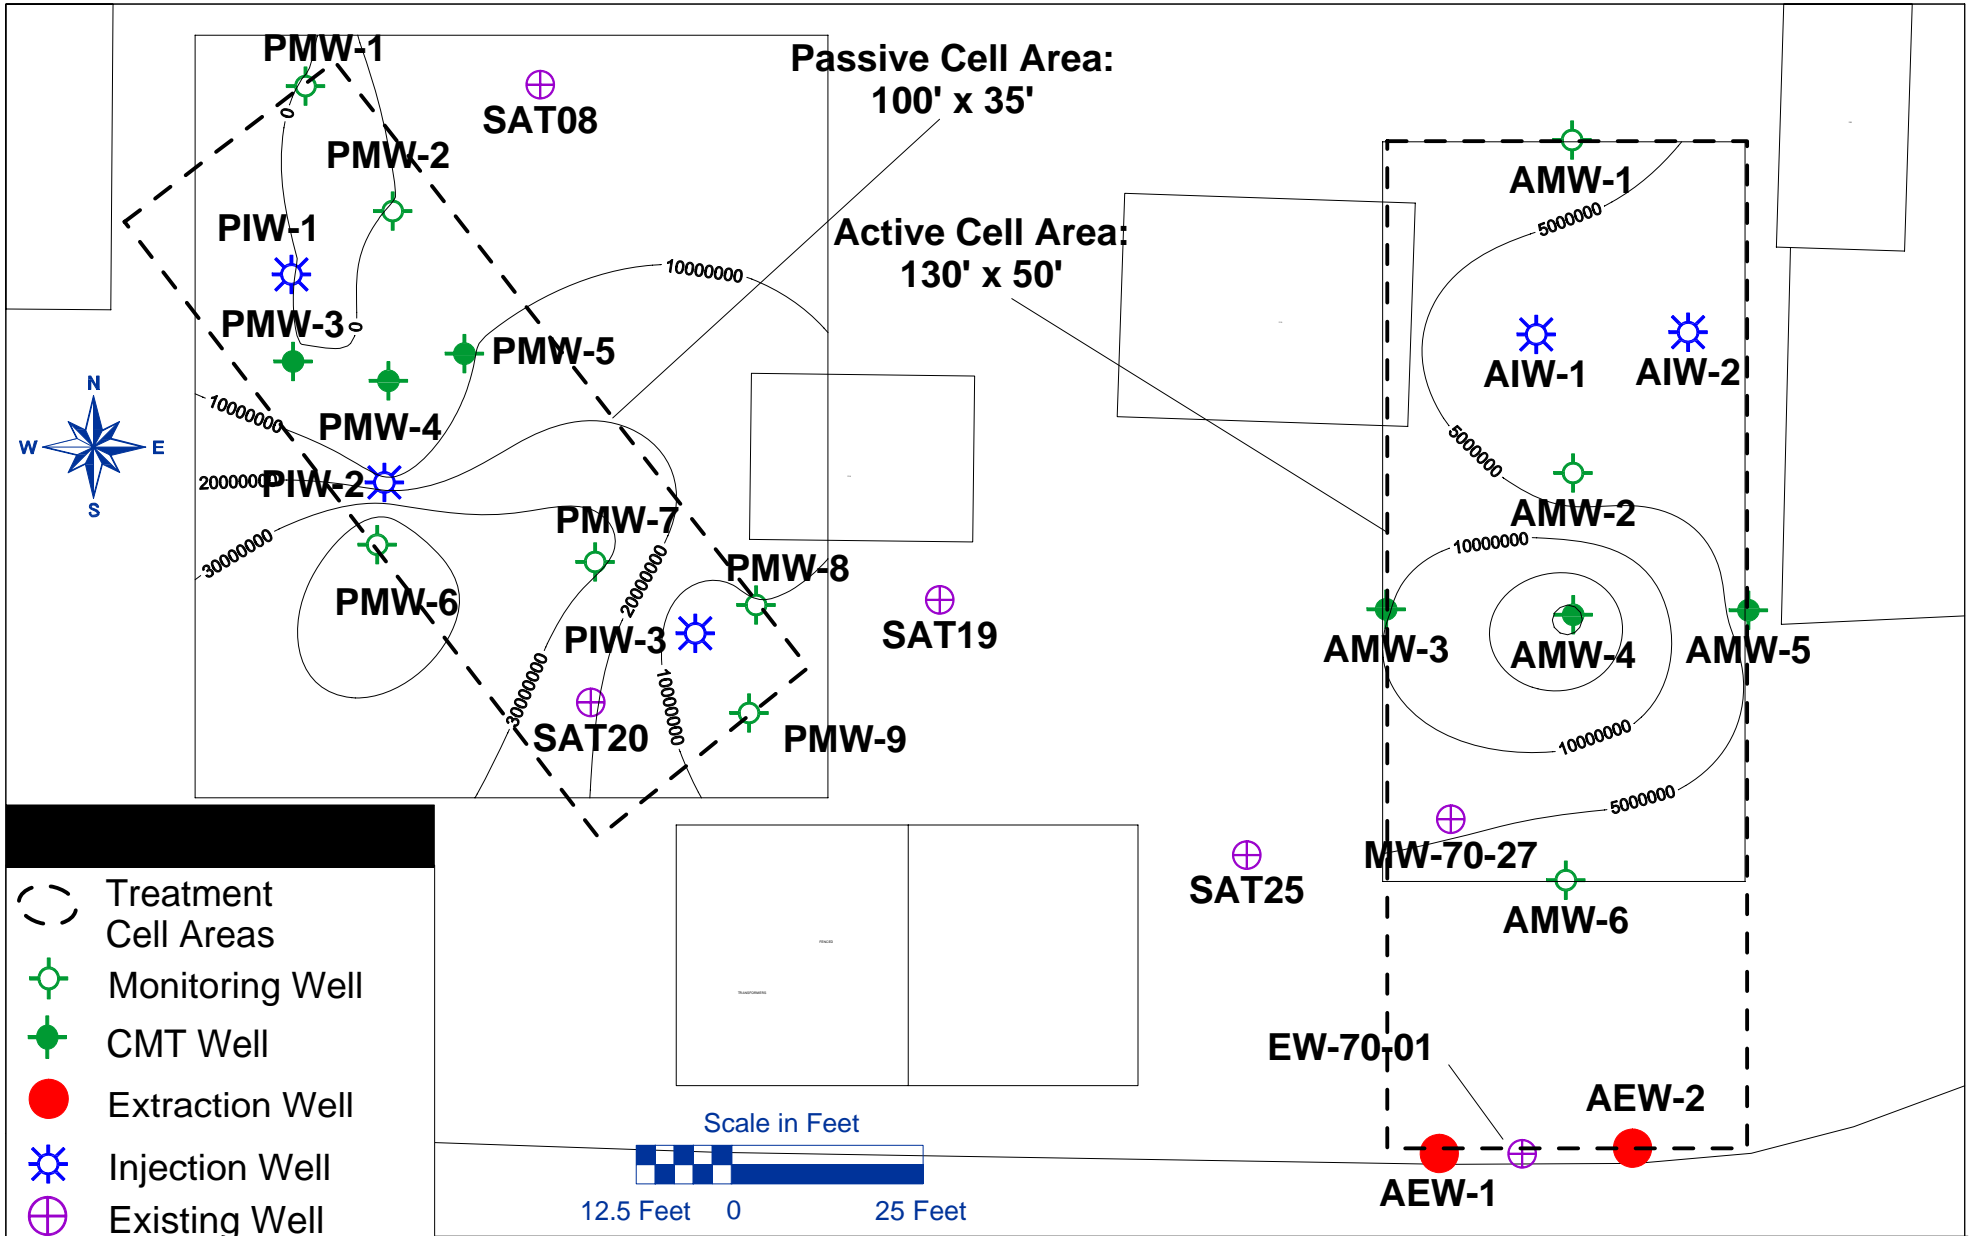 PMW-1
Passive Cell Area:
100' x 35'
SAT08
0
PMW-2
AMW-1
PIW-1
Active Cell Area:
130' x 50'
5000000
10000000
PMW-3
0
PMW-5
AIW-1
AIW-2
N
W
E
S
10000000
PMW-4
5000000
20000000
PIW-2
PMW-7
AMW-2
30000000
10000000
PMW-6
20000000
PMW-8
PIW-3
SAT19
AMW-3
AMW-4
AMW-5
30000000
10000000
SAT20
PMW-9
10000000
5000000
MW-70-27
SAT25
AMW-6
Treatment
Cell Areas
FENCED
TRANSFORMERS
Monitoring Well
CMT Well
EW-70-01
Extraction Well
AEW-2
Scale in Feet
Injection Well
AEW-1
12.5 Feet
0
25 Feet
Existing Well